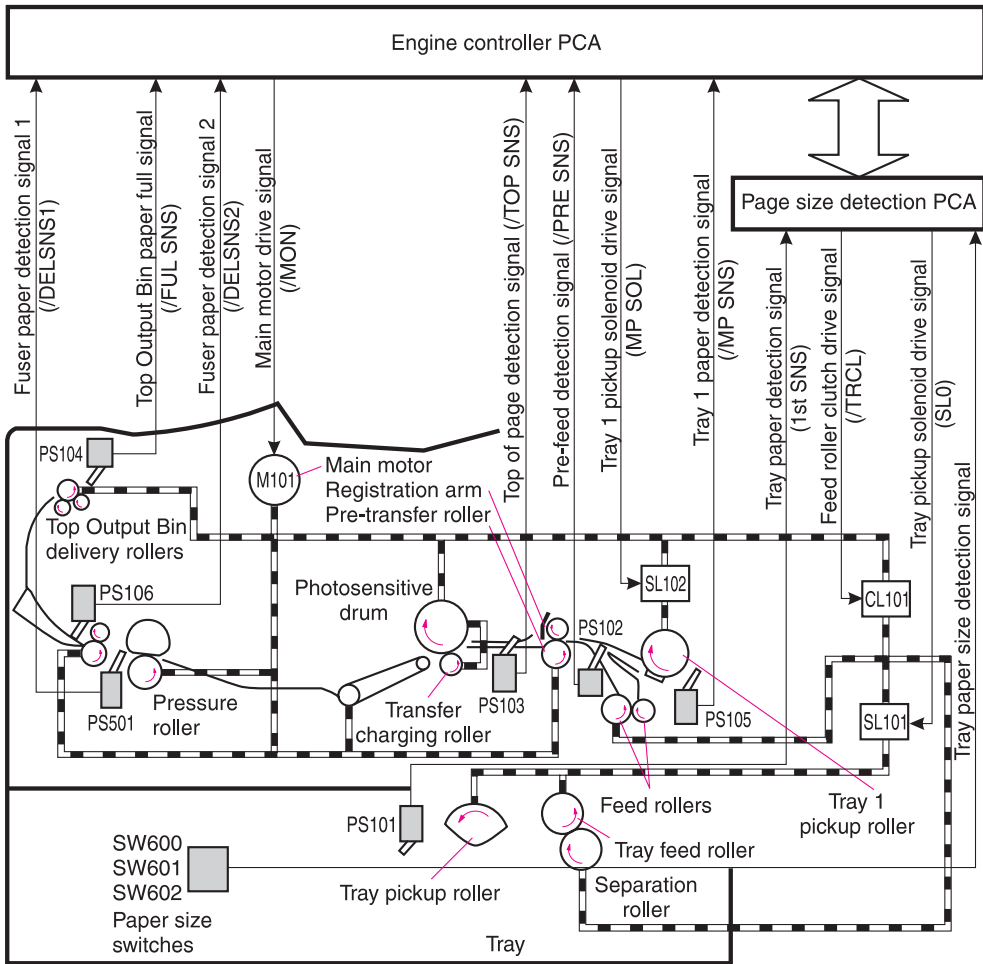 Engine controller PCA
Page size detection PCA
Fuser paper detection signal 1
(/DELSNS1)
Top Output Bin paper full signal
(/FUL SNS)
Fuser paper detection signal 2
(/DELSNS2)
Main motor drive signal
(/MON)
Top of page detection signal (/TOP SNS)
Pre-feed detection signal (/PRE SNS)
Tray 1 pickup solenoid drive signal
(MP SOL)
Tray 1 paper detection signal
(/MP SNS)
Tray paper detection signal
(1st SNS)
Feed roller clutch drive signal
(/TRCL)
Tray pickup solenoid drive signal
(SL0)
Tray paper size detection signal
PS104
M101
Main motor
Registration arm
Pre-transfer roller
Top Output Bin
delivery rollers
PS106
Photosensitive
drum
SL102
CL101
PS102
PS501
Pressure
roller
Transfer
charging roller
PS103
PS105
SL101
Feed rollers
Tray 1
pickup roller
PS101
Tray feed roller
SW600
SW601
SW602
Tray pickup roller
Separation
roller
Paper size
switches
Tray